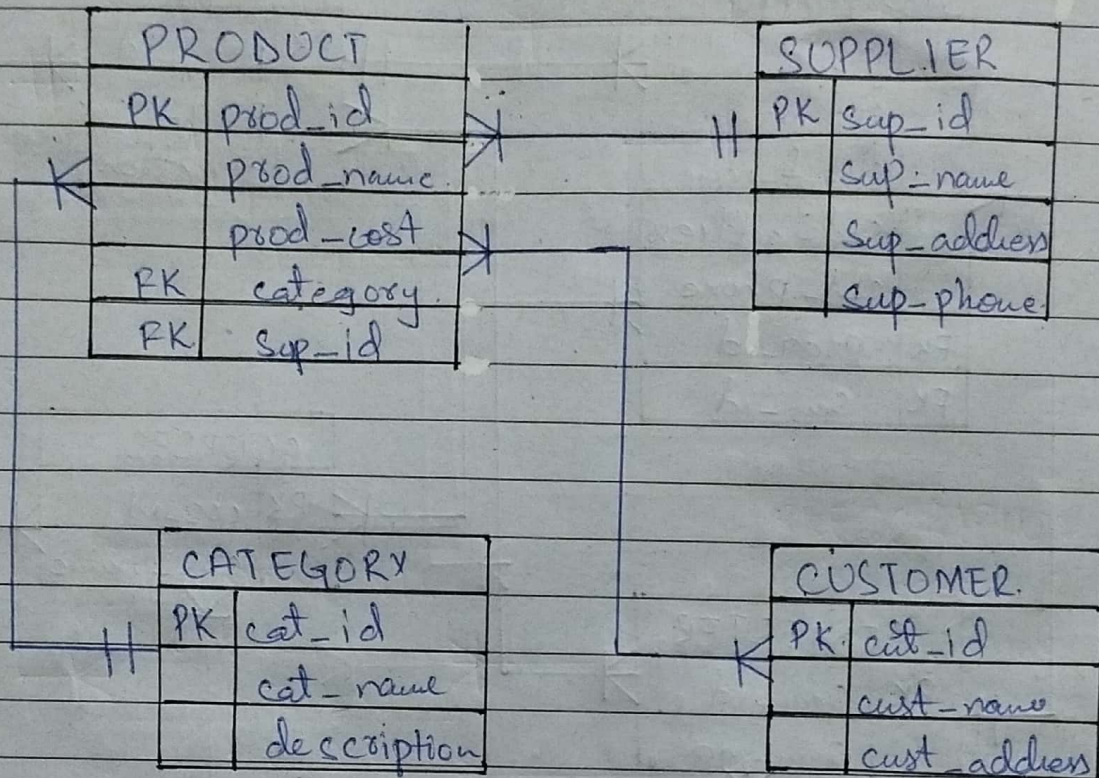 PRODUCT
PK prod_id
prod_name.
prod_cost
FK category.
FK Sup_id
SUPPLIER
PK Sup_id
Sup_name
Sup_address
Sup_phone.
CATEGORY
PK cat_id
cat_name
description
CUSTOMER.
PK. cut_id
cust_name
cust_address